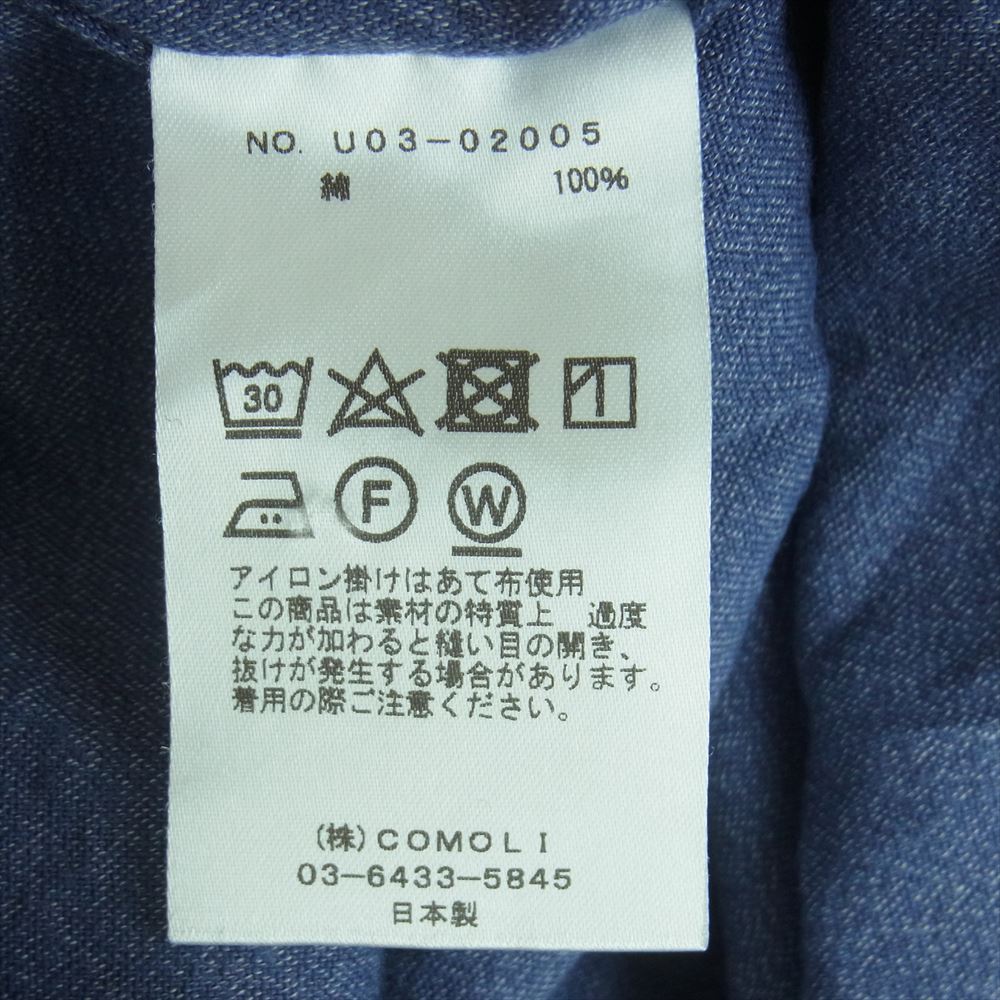 NO. U03-02005
綿 100%
30
F W
アイロン掛けはあて布使用
この商品は素材の特質上 過度
な力が加わると縫い目の開き、
抜けが発生する場合があります。
着用の際ご注意ください。
(株)COMOLI
03-6433-5845
日本製